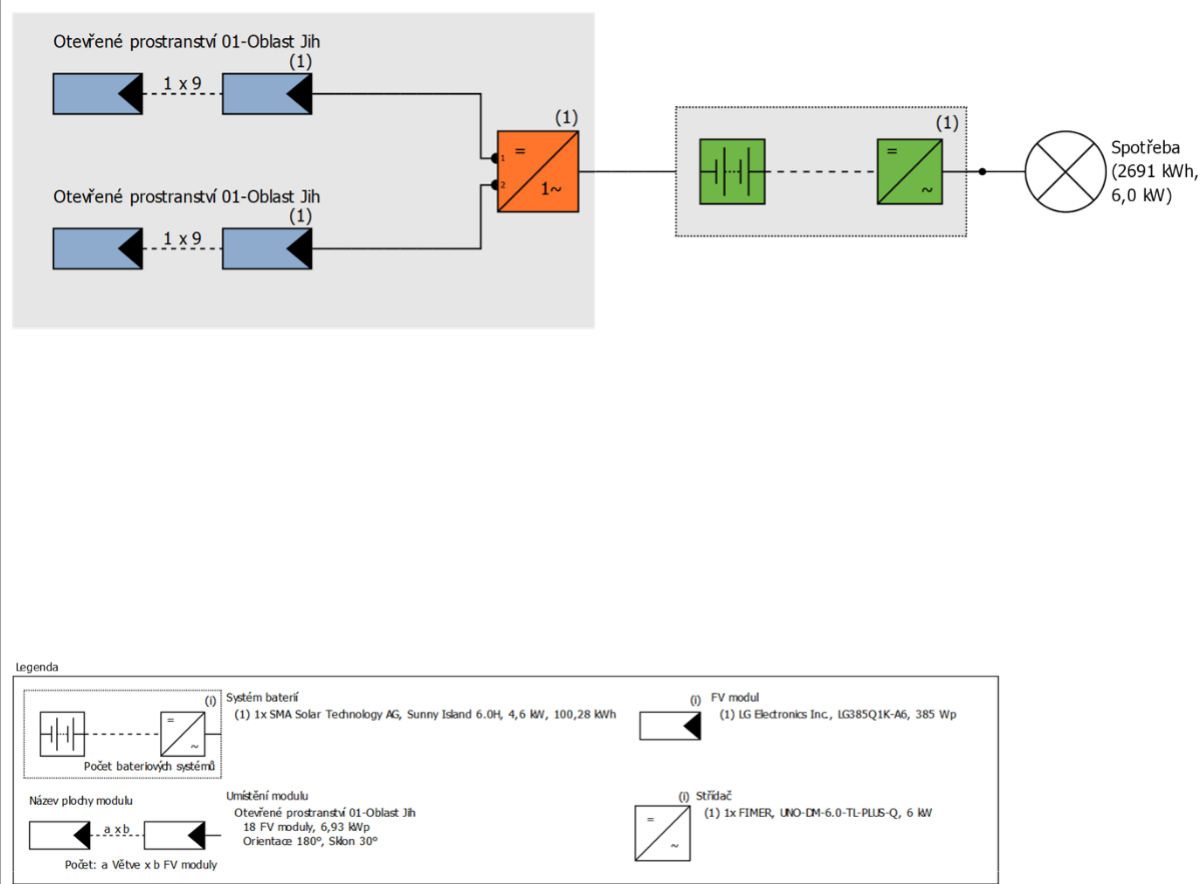 Otevřené prostranství 01-Oblast Jih
(1)
1 x 9
Otevřené prostranství 01-Oblast Jih
(1)
1 x 9
(1)
1
2
=
1~
(1)
=
~
Spotřeba
(2691 kWh,
6,0 kW)
Legenda
(i)
=
~
Počet bateriových systémů
Systém baterií
(1) 1x SMA Solar Technology AG, Sunny Island 6.0H, 4,6 kW, 100,28 kWh
(i) FV modul
(1) LG Electronics Inc., LG385Q1K-A6, 385 Wp
Název plochy modulu
a x b
Počet: a Větve x b FV moduly
Umístění modulu
Otevřené prostranství 01-Oblast Jih
18 FV moduly, 6,93 kWp
Orientace 180°, Sklon 30°
(i) Střídač
=
~
(1) 1x FIMER, UNO-DM-6.0-TL-PLUS-Q, 6 kW